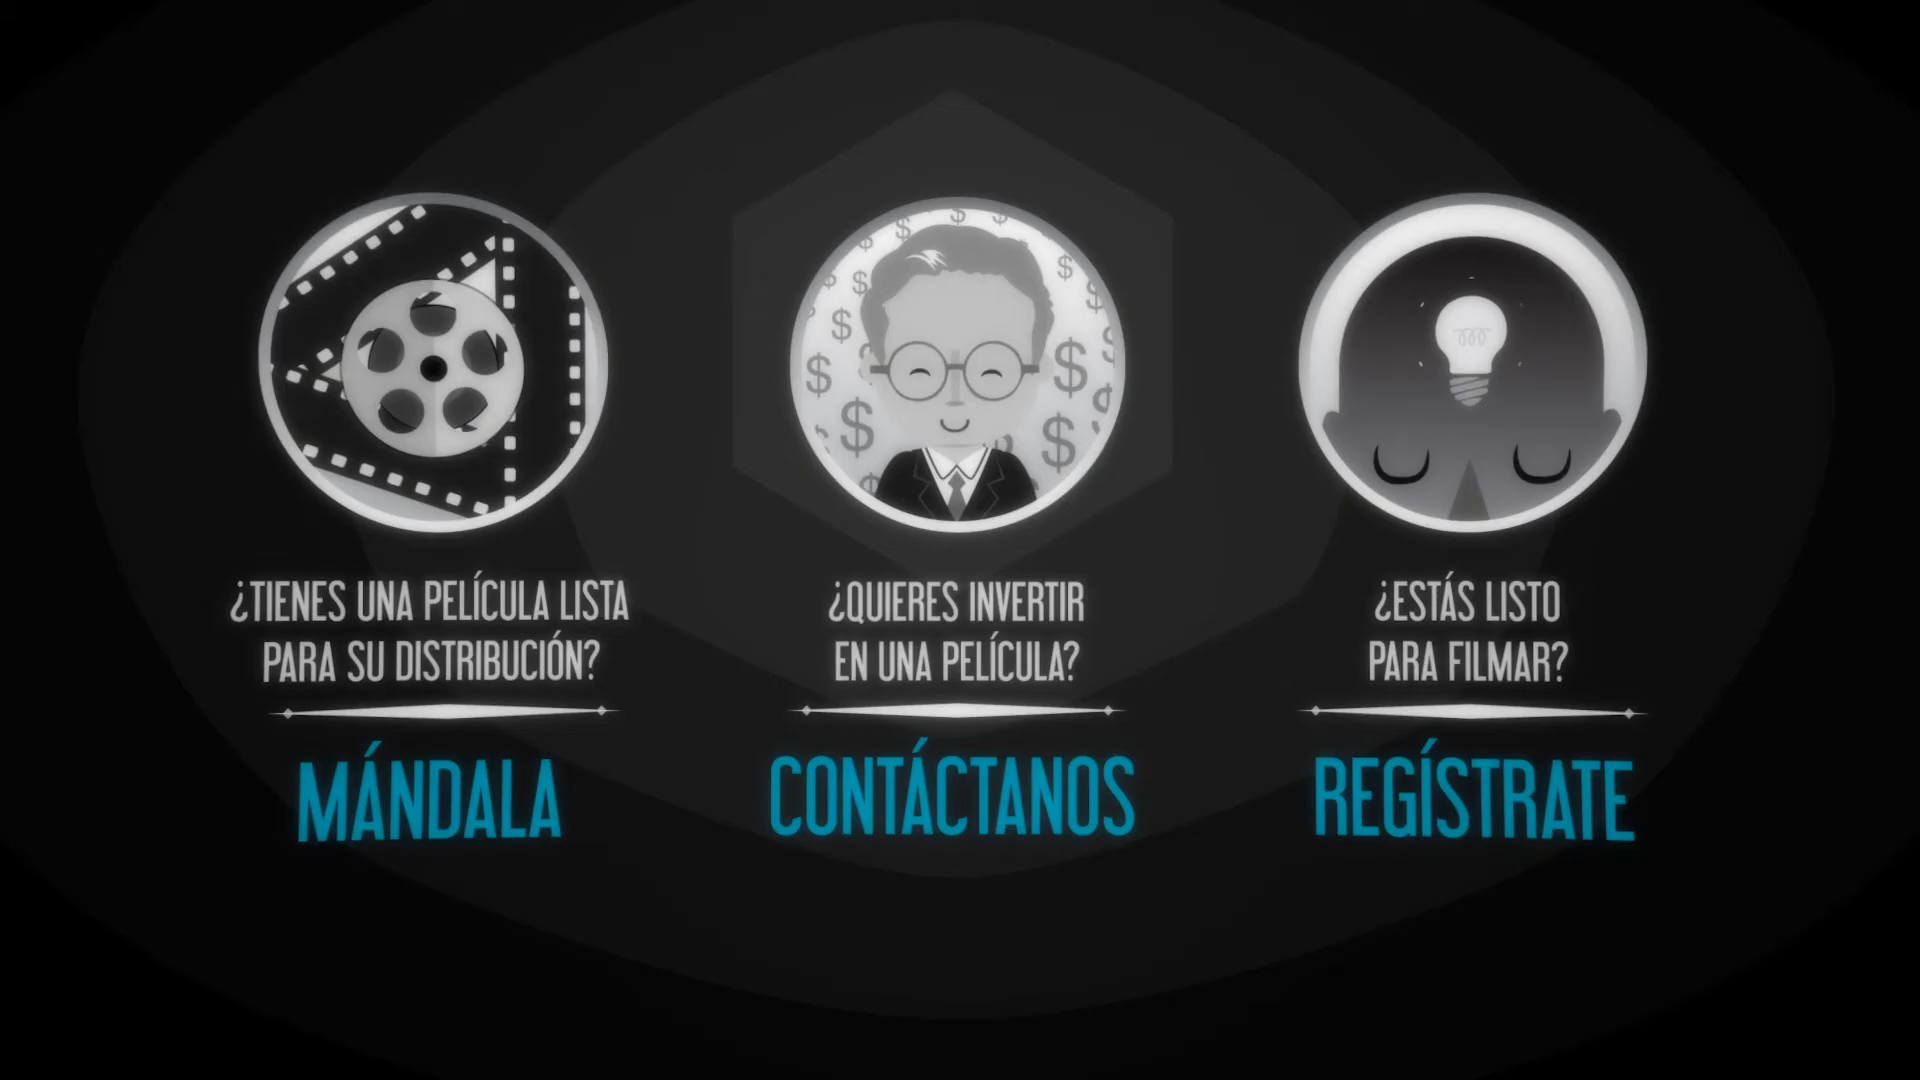 ¿TIENES UNA PELÍCULA LISTA
PARA SU DISTRIBUCIÓN?
MÁNDALA
¿QUIERES INVERTIR
EN UNA PELÍCULA?
CONTÁCTANOS
¿ESTÁS LISTO
PARA FILMAR?
REGÍSTRATE